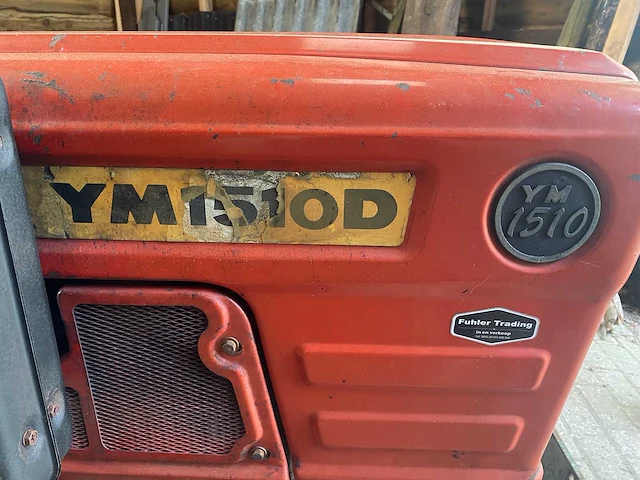 YM1510D
YM
1510
Fuhler Trading
in en verkoop